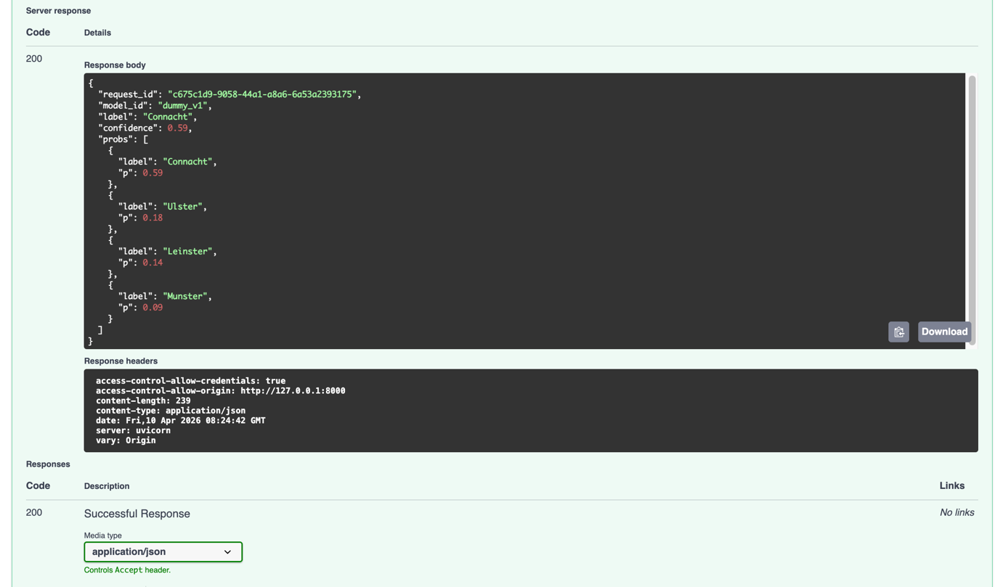 Server response
Code Details
200
Response body
{
  "request_id": "c675c1d9-9058-44a1-a8a6-6a53a2393175",
  "model_id": "dummy_v1",
  "label": "Connacht",
  "confidence": 0.59,
  "probs": [
    {
      "label": "Connacht",
      "p": 0.59
    },
    {
      "label": "Ulster",
      "p": 0.18
    },
    {
      "label": "Leinster",
      "p": 0.14
    },
    {
      "label": "Munster",
      "p": 0.09
    }
  ]
}
Download
Response headers
access-control-allow-credentials: true
access-control-allow-origin: http://127.0.0.1:8000
content-length: 239
content-type: application/json
date: Fri,10 Apr 2026 08:24:42 GMT
server: uvicorn
vary: Origin
Responses
Code Description Links
200 Successful Response No links
Media type
application/json
Controls Accept header.